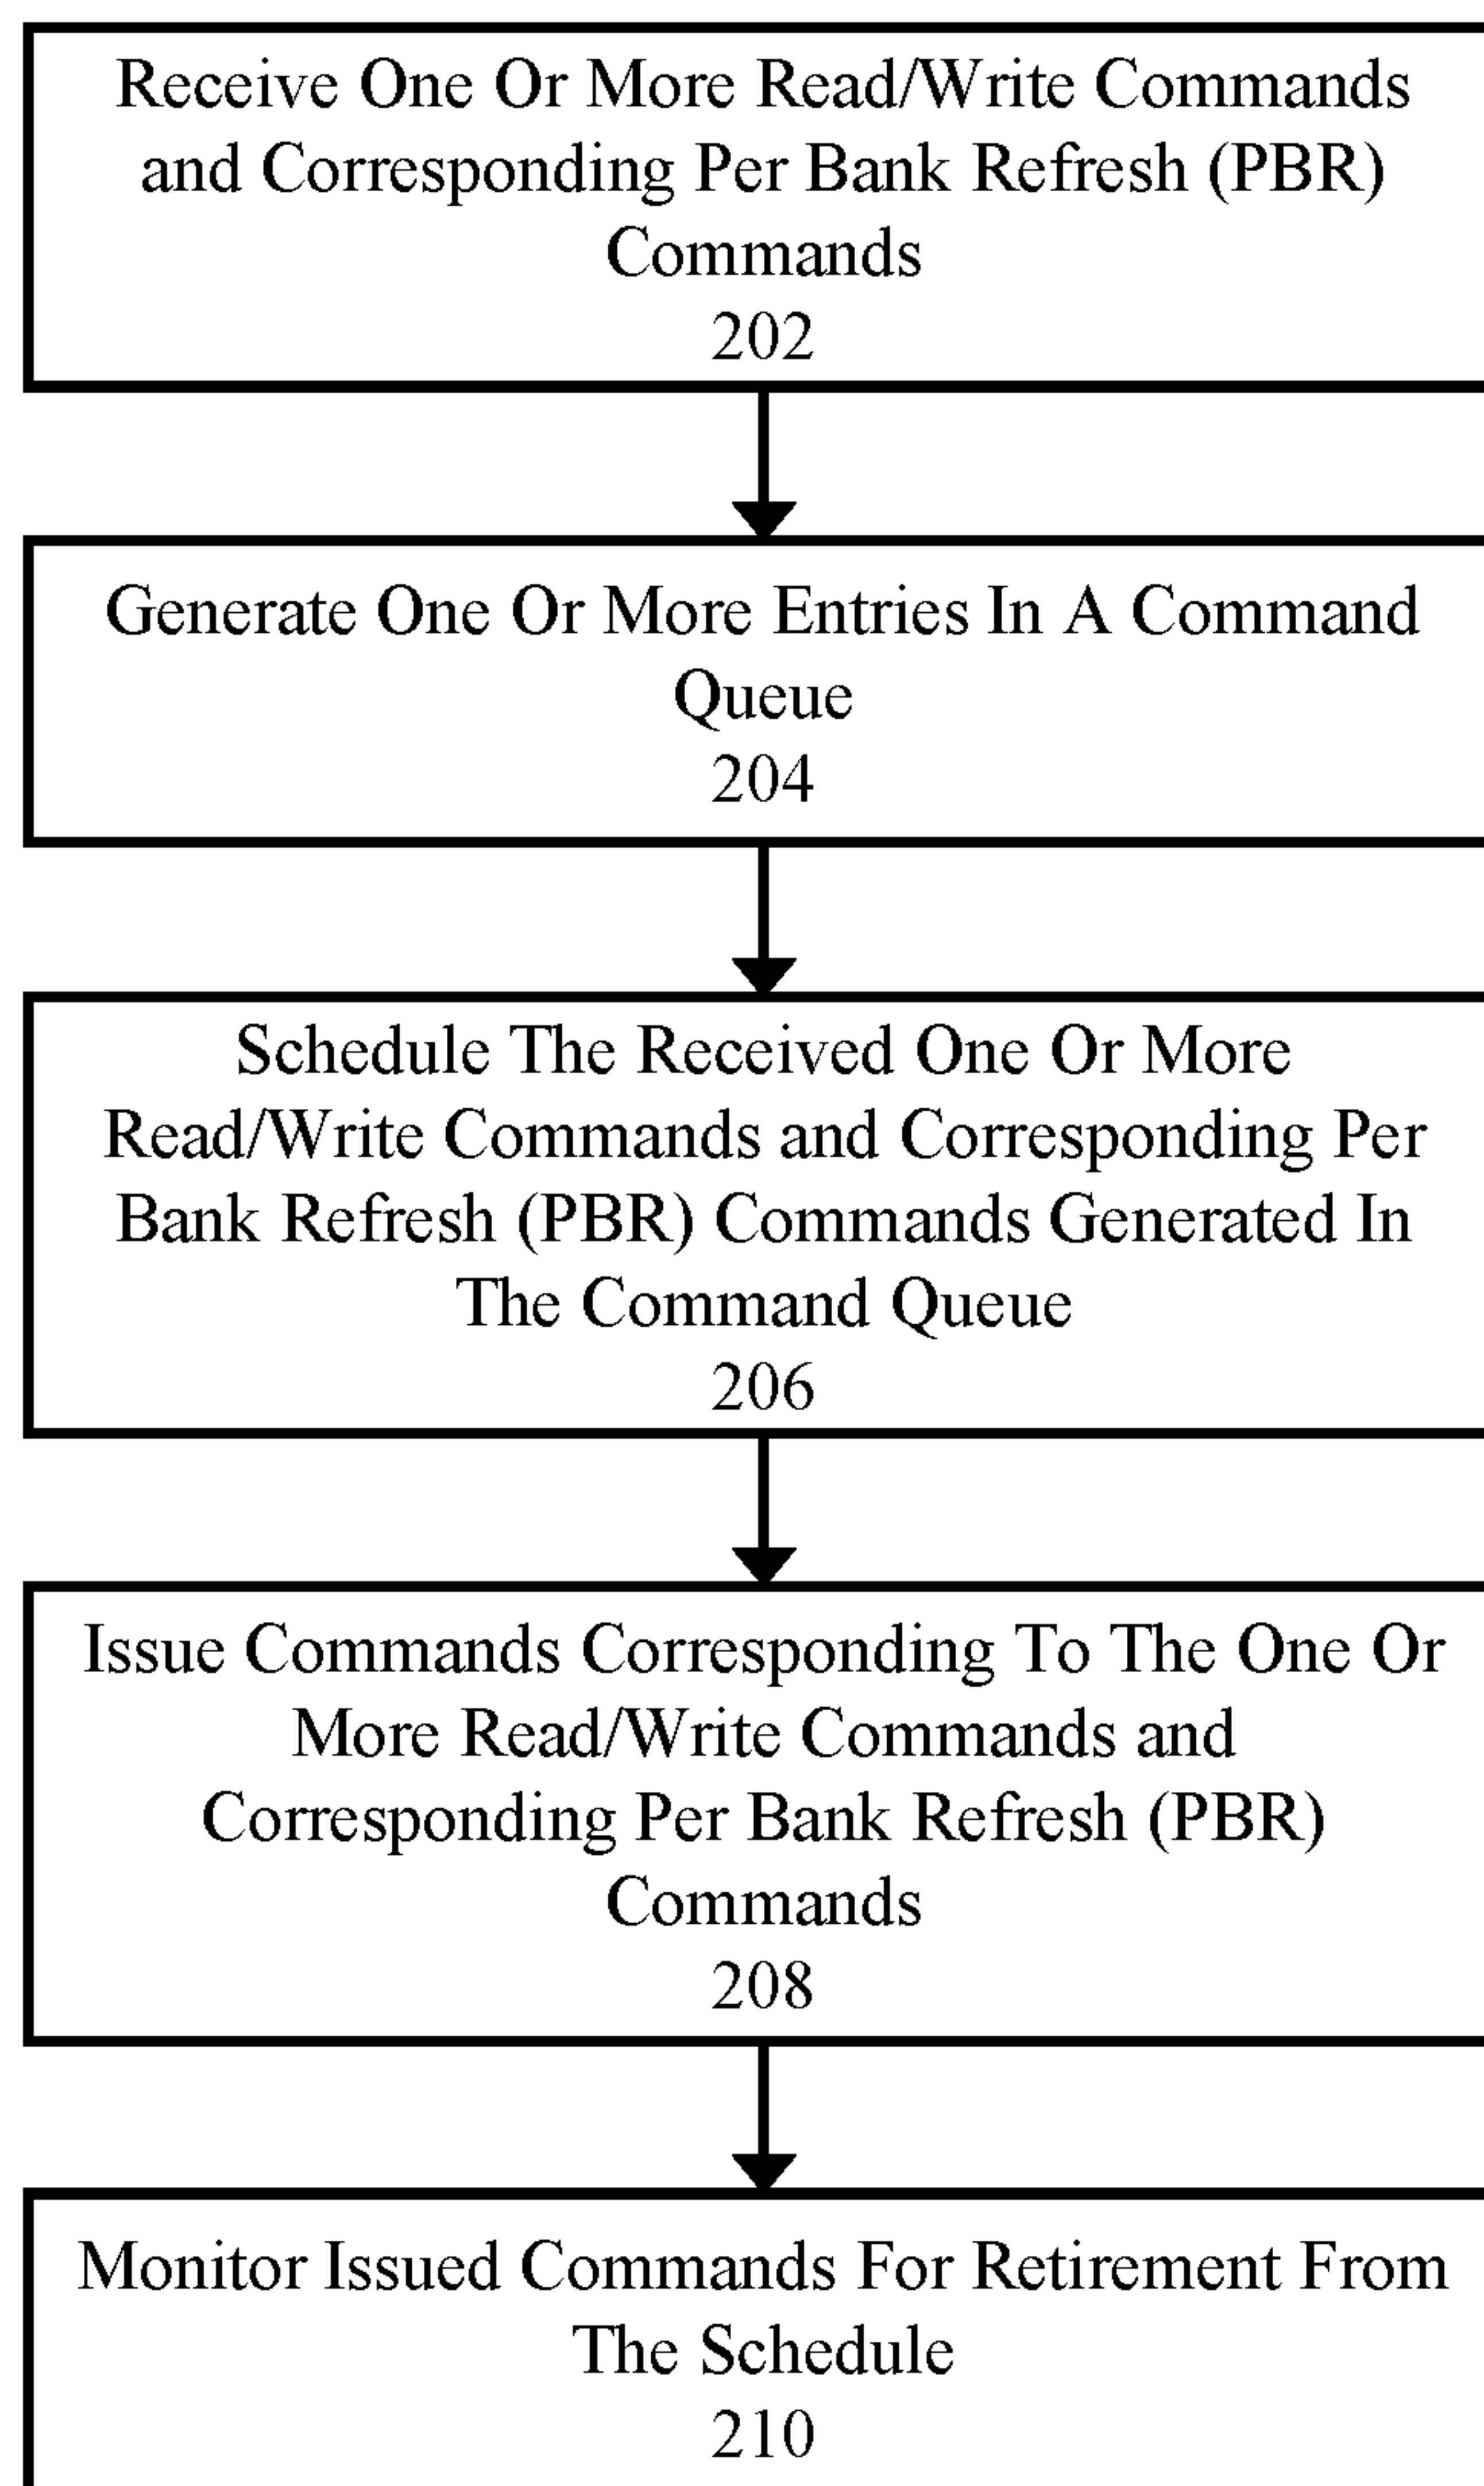 Receive One Or More Read/Write Commands
and Corresponding Per Bank Refresh (PBR)
Commands
202
Generate One Or More Entries In A Command
Queue
204
Schedule The Received One Or More
Read/Write Commands and Corresponding Per
Bank Refresh (PBR) Commands Generated In
The Command Queue
206
Issue Commands Corresponding To The One Or
More Read/Write Commands and
Corresponding Per Bank Refresh (PBR)
Commands
208
Monitor Issued Commands For Retirement From
The Schedule
210